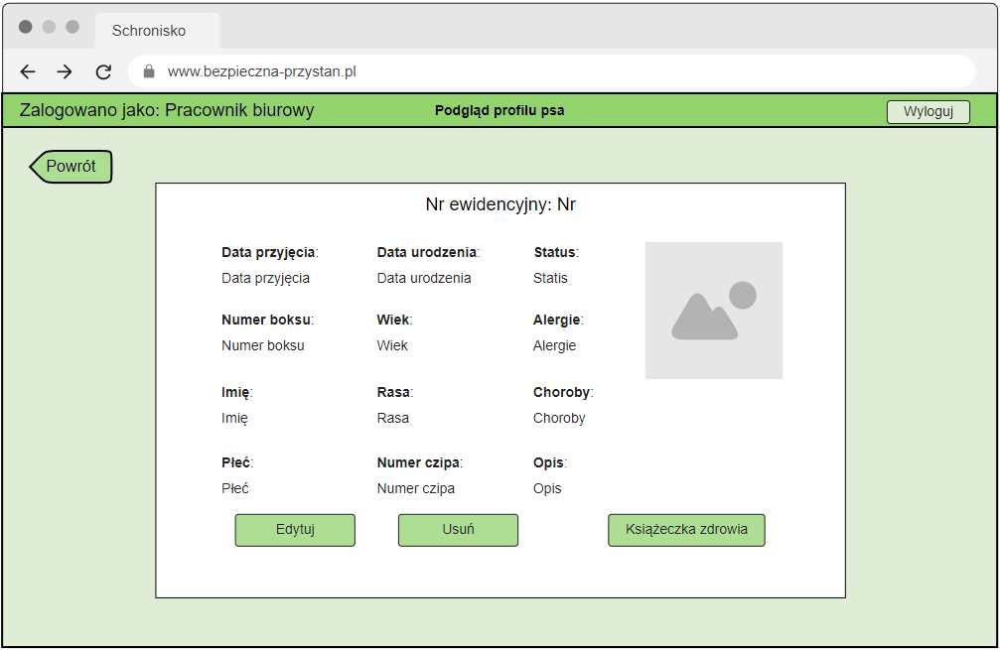 Schronisko
www.bezpieczna-przystan.pl
Zalogowano jako: Pracownik biurowy
Podgląd profilu psa
Wyloguj
Powrót
Nr ewidencyjny: Nr
Data przyjęcia:
Data urodzenia:
Status:
Data przyjęcia
Data urodzenia
Statis
Numer boksu:
Wiek:
Alergie:
Numer boksu
Wiek
Alergie
Imię:
Rasa:
Choroby:
Imię
Rasa
Choroby
Płeć:
Numer czipa:
Opis:
Płeć
Numer czipa
Opis
Edytuj
Usuń
Książeczka zdrowia